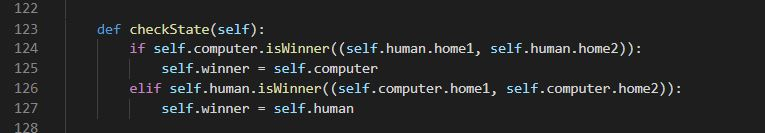 122
123 def checkState(self):
124 if self.computer.isWinner((self.human.home1, self.human.home2)):
125 self.winner = self.computer
126 elif self.human.isWinner((self.computer.home1, self.computer.home2)):
127 self.winner = self.human
128